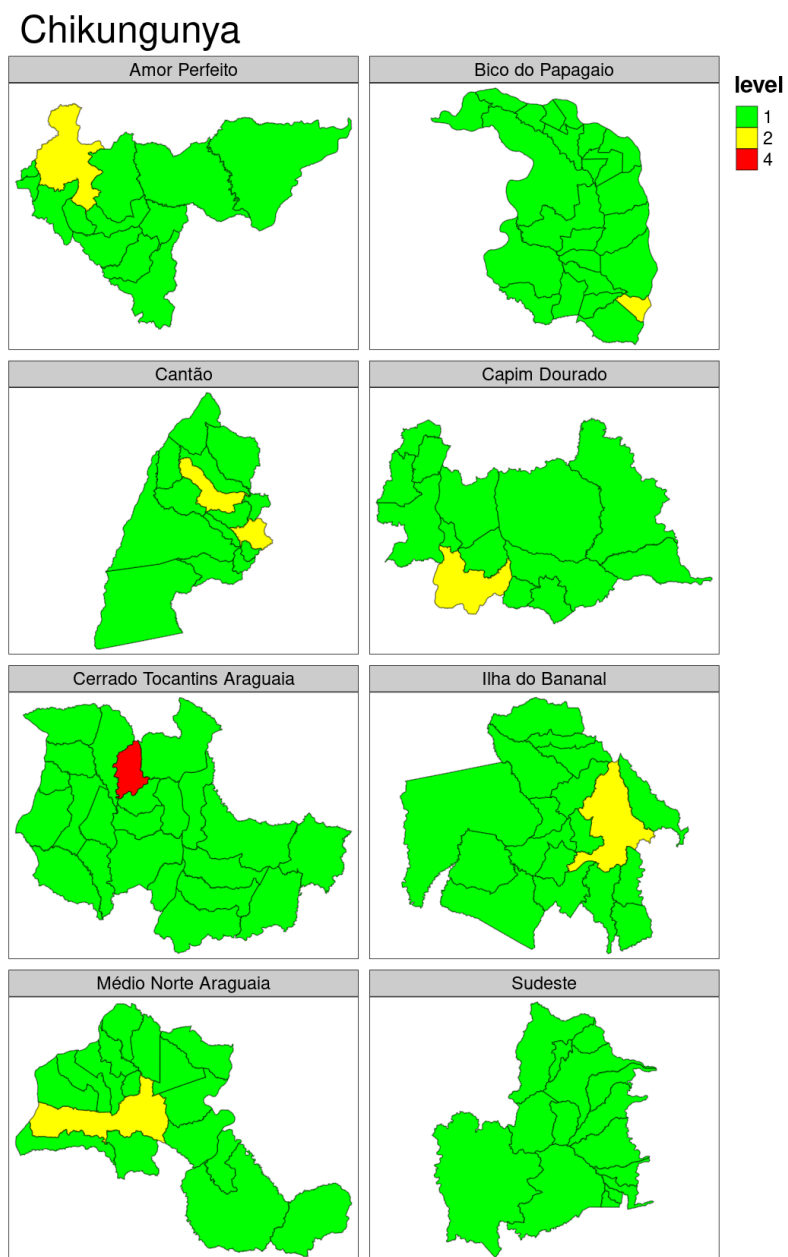 Chikungunya
Amor Perfeito
Bico do Papagaio
level
1
2
4
Cantão
Capim Dourado
Cerrado Tocantins Araguaia
Ilha do Bananal
Médio Norte Araguaia
Sudeste